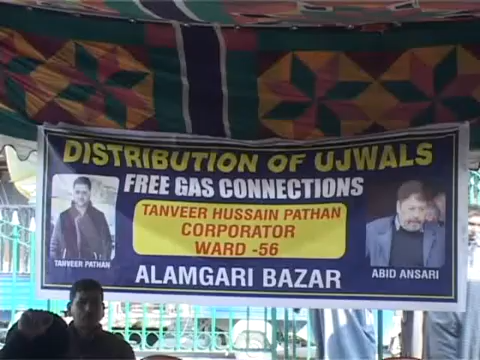 DISTRIBUTION OF UJWALS
FREE GAS CONNECTIONS
TANVEER HUSSAIN PATHAN
CORPORATOR
WARD -56
TANVEER PATHAN
ABID ANSARI
ALAMGARI BAZAR